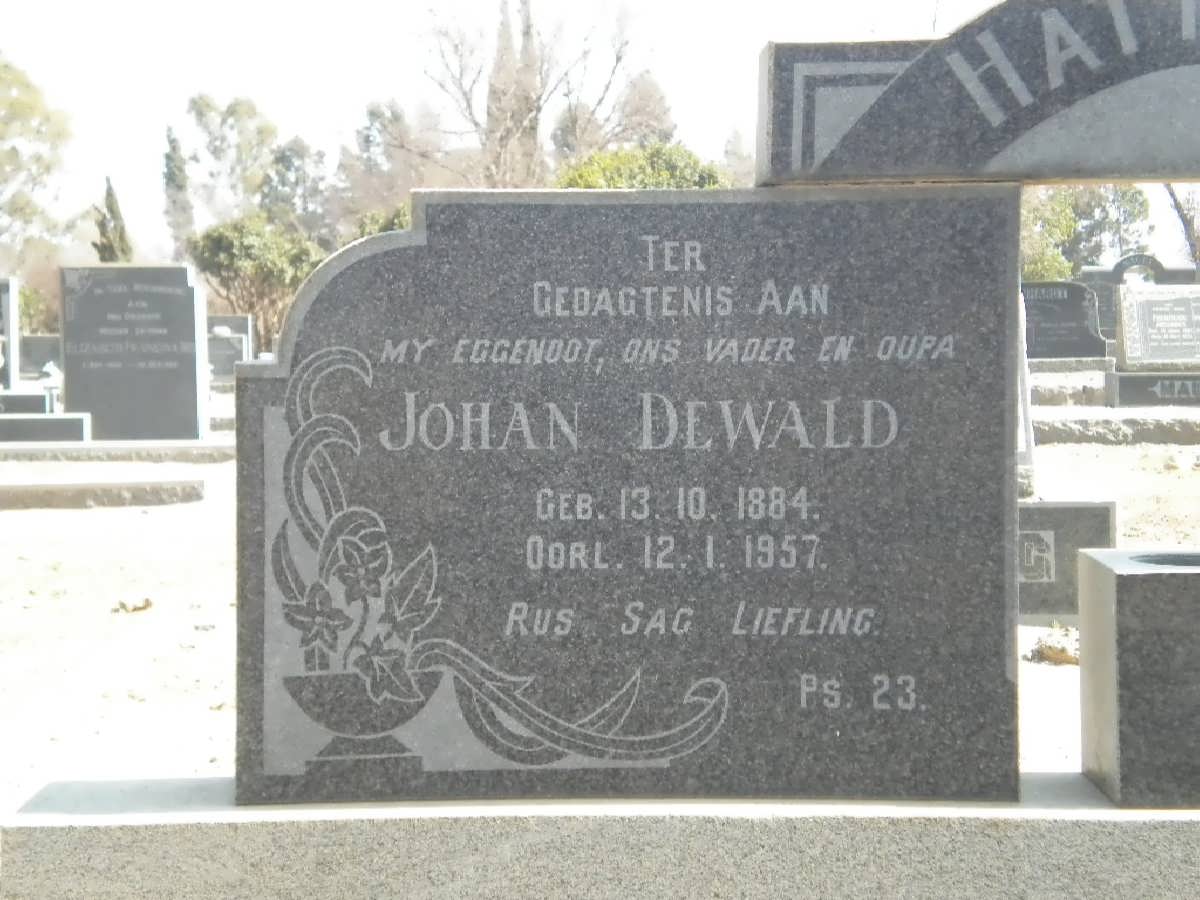 HATT
TER
GEDAGTENIS AAN
MY EGGENOOT, ONS VADER EN OUPA
JOHAN DEWALD
GEB. 13. 10. 1884.
OORL. 12. 1. 1957.
RUS SAG LIEFLING.
PS. 23.